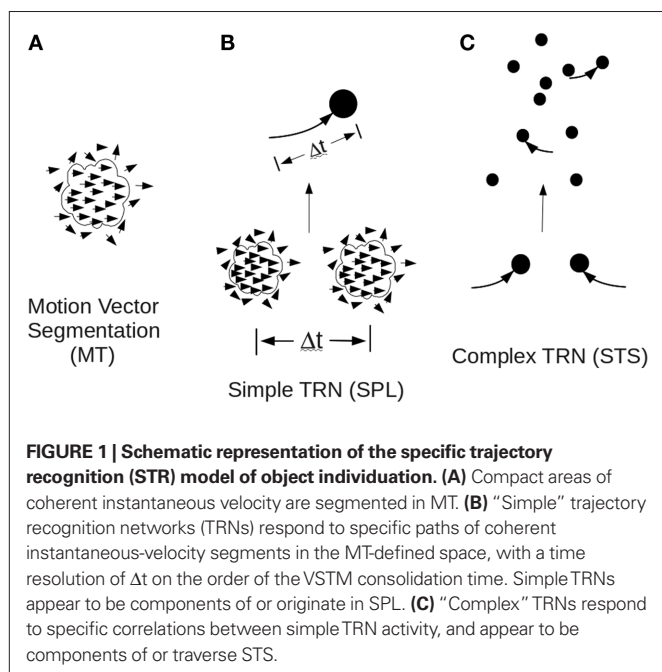 A
B
C
Δt
Motion Vector
Segmentation
(MT)
Δt
Simple TRN (SPL)
Complex TRN (STS)
FIGURE 1 | Schematic representation of the specific trajectory
recognition (STR) model of object individuation. (A) Compact areas of
coherent instantaneous velocity are segmented in MT. (B) “Simple” trajectory
recognition networks (TRNs) respond to specific paths of coherent
instantaneous-velocity segments in the MT-defined space, with a time
resolution of Δt on the order of the VSTM consolidation time. Simple TRNs
appear to be components of or originate in SPL. (C) “Complex” TRNs respond
to specific correlations between simple TRN activity, and appear to be
components of or traverse STS.